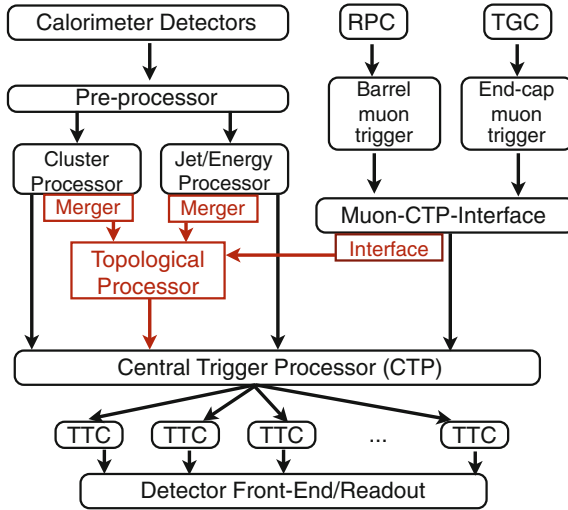 Calorimeter Detectors
RPC
TGC
Pre-processor
Barrel
muon
trigger
End-cap
muon
trigger
Cluster
Processor
Jet/Energy
Processor
Merger
Merger
Muon-CTP-Interface
Interface
Topological
Processor
Central Trigger Processor (CTP)
TTC
TTC
TTC
...
TTC
Detector Front-End/Readout